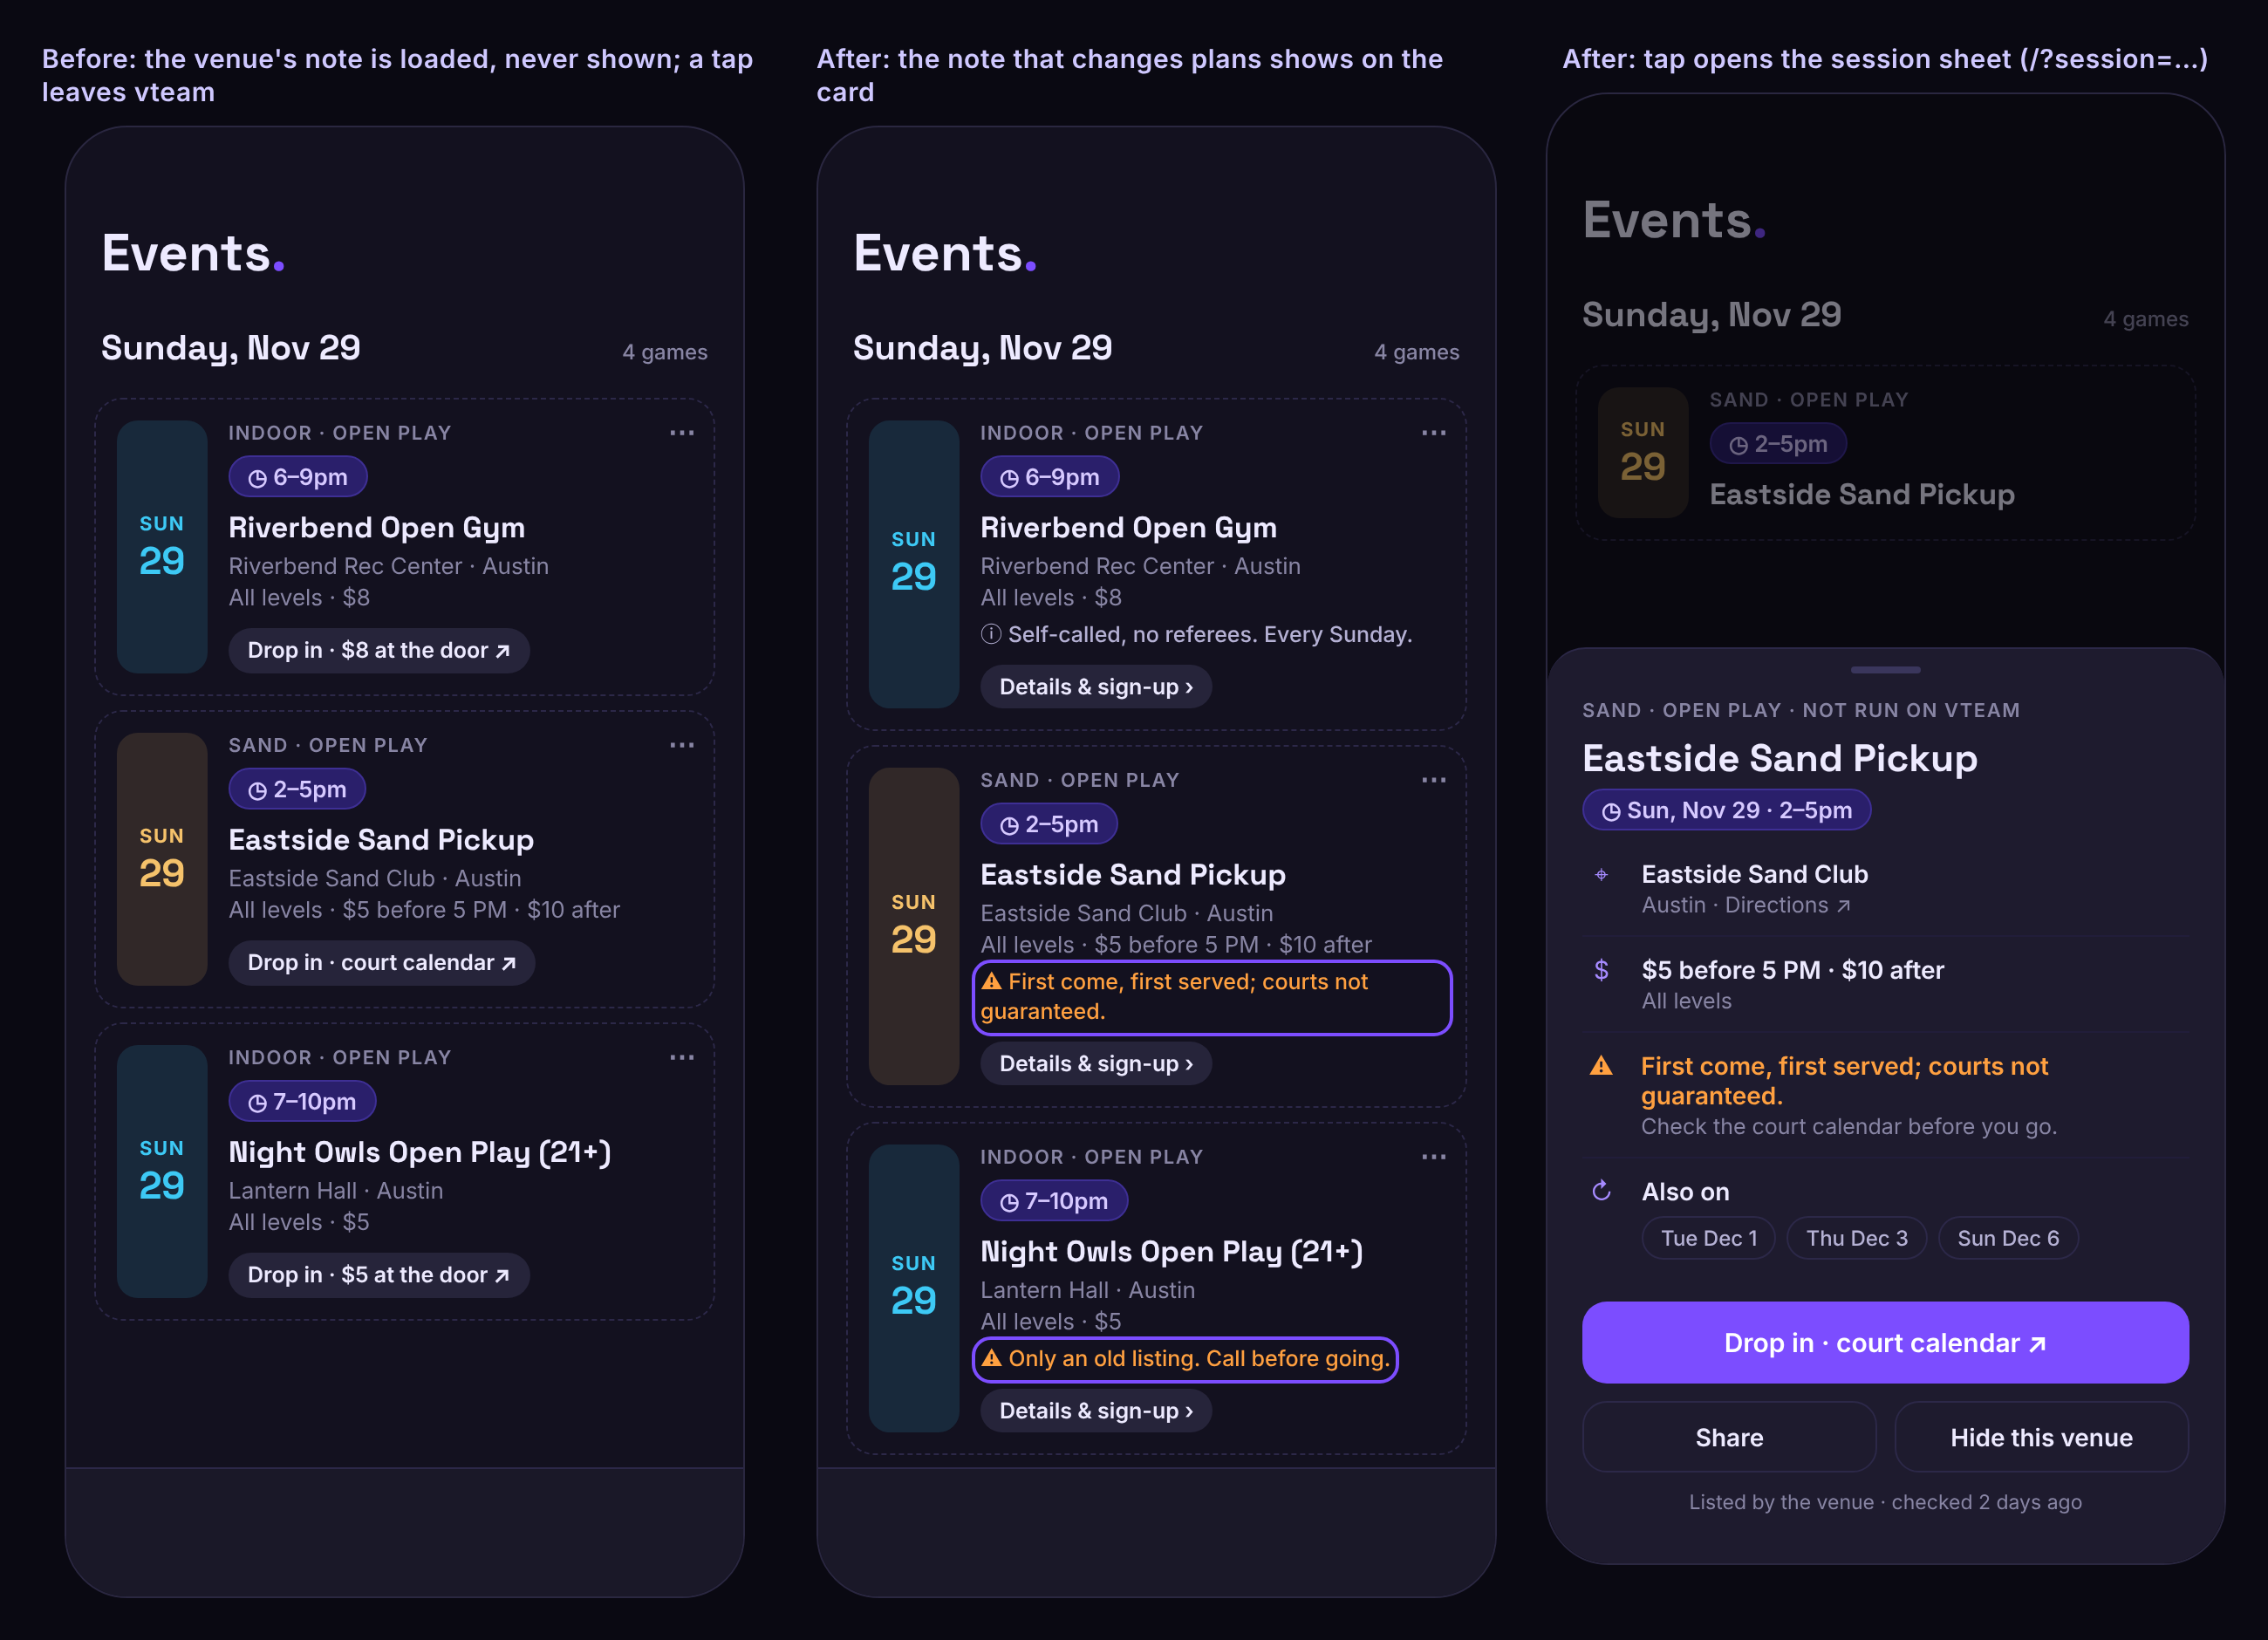 Before: the venue's note is loaded, never shown; a tap
leaves vteam
Events.
Sunday, Nov 29
4 games
SUN
29
INDOOR · OPEN PLAY
6–9pm
Riverbend Open Gym
Riverbend Rec Center · Austin
All levels · $8
Drop in · $8 at the door ↗
SUN
29
SAND · OPEN PLAY
2–5pm
Eastside Sand Pickup
Eastside Sand Club · Austin
All levels · $5 before 5 PM · $10 after
Drop in · court calendar ↗
SUN
29
INDOOR · OPEN PLAY
7–10pm
Night Owls Open Play (21+)
Lantern Hall · Austin
All levels · $5
Drop in · $5 at the door ↗
After: the note that changes plans shows on the
card
Events.
Sunday, Nov 29
4 games
SUN
29
INDOOR · OPEN PLAY
6–9pm
Riverbend Open Gym
Riverbend Rec Center · Austin
All levels · $8
ⓘ Self-called, no referees. Every Sunday.
Details & sign-up ›
SUN
29
SAND · OPEN PLAY
2–5pm
Eastside Sand Pickup
Eastside Sand Club · Austin
All levels · $5 before 5 PM · $10 after
⚠ First come, first served; courts not
guaranteed.
Details & sign-up ›
SUN
29
INDOOR · OPEN PLAY
7–10pm
Night Owls Open Play (21+)
Lantern Hall · Austin
All levels · $5
⚠ Only an old listing. Call before going.
Details & sign-up ›
After: tap opens the session sheet (/?session=…)
Events.
Sunday, Nov 29
4 games
SUN
29
SAND · OPEN PLAY
2–5pm
Eastside Sand Pickup
SAND · OPEN PLAY · NOT RUN ON VTEAM
Eastside Sand Pickup
Sun, Nov 29 · 2–5pm
Eastside Sand Club
Austin · Directions ↗
$
$5 before 5 PM · $10 after
All levels
⚠ First come, first served; courts not
guaranteed.
Check the court calendar before you go.
Also on
Tue Dec 1
Thu Dec 3
Sun Dec 6
Drop in · court calendar ↗
Share
Hide this venue
Listed by the venue · checked 2 days ago